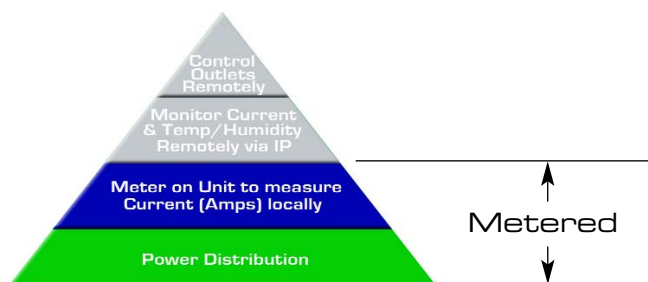 Control
Outlets
Remotely
Monitor Current
& Temp/Humidity
Remotely via IP
Meter on Unit to measure
Current (Amps) locally
Metered
Power Distribution